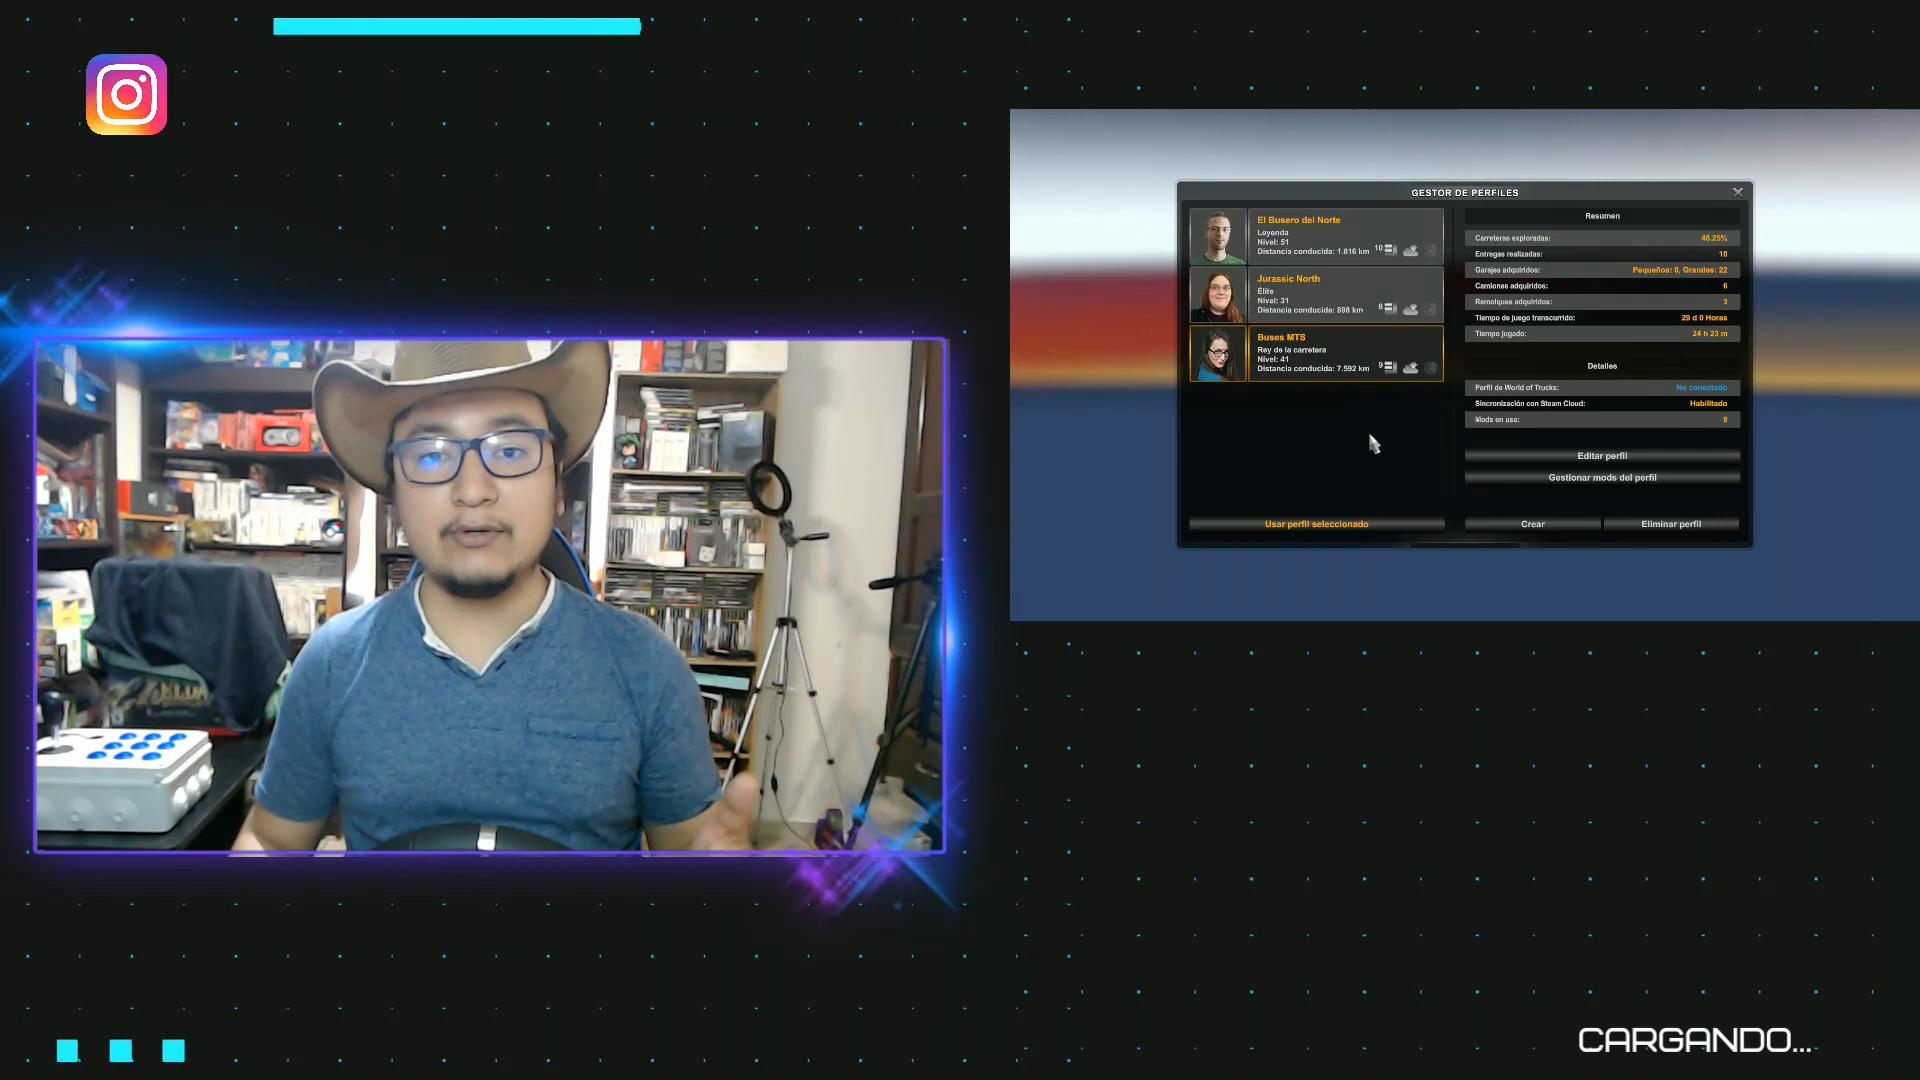 GESTOR DE PERFILES
El Busero del Norte
Leyenda
Nivel: 51
Distancia conducida: 1.816 km
10
Jurassic North
Élite
Nivel: 31
Distancia conducida: 898 km
6
Buses MTS
Rey de la carretera
Nivel: 41
Distancia conducida: 7.592 km
9
Usar perfil seleccionado
Resumen
Carreteras exploradas: 48.25%
Entregas realizadas: 10
Garajes adquiridos: Pequeños: 0, Grandes: 22
Camiones adquiridos: 6
Remolques adquiridos: 3
Tiempo de juego transcurrido: 29 d 0 Horas
Tiempo jugado: 24 h 23 m
Detalles
Perfil de World of Trucks: No conectado
Sincronización con Steam Cloud: Habilitado
Mods en uso: 9
Editar perfil
Gestionar mods del perfil
Crear
Eliminar perfil
ZELDA
CARGANDO...